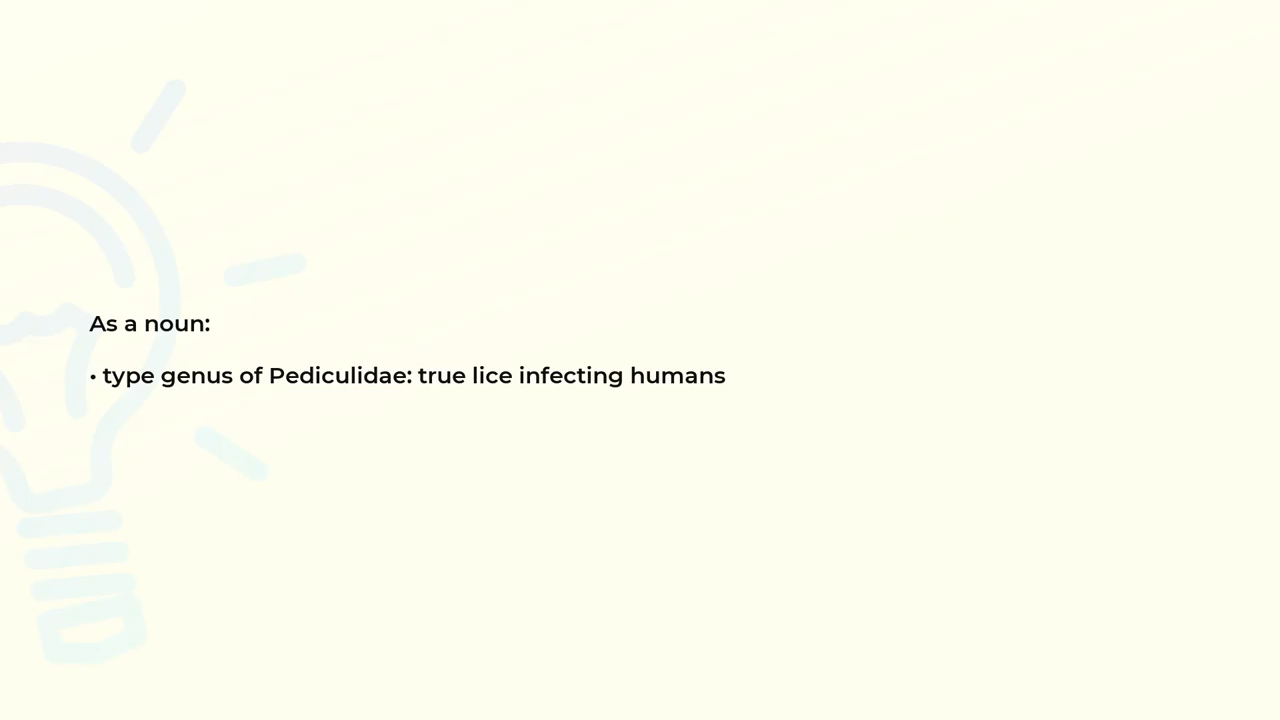 As a noun:
• type genus of Pediculidae: true lice infecting humans